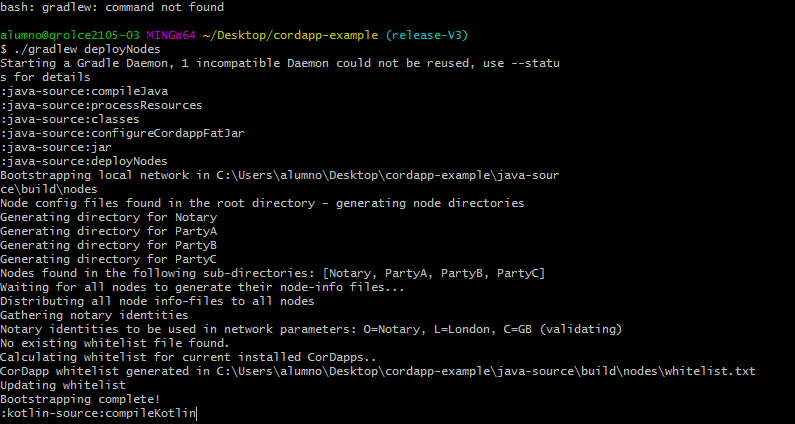 bash: gradlew: command not found
alumno@qrolce2105-03 MINGW64 ~/Desktop/cordapp-example (release-V3)
$ ./gradlew deployNodes
Starting a Gradle Daemon, 1 incompatible Daemon could not be reused, use --statu
s for details
:java-source:compileJava
:java-source:processResources
:java-source:classes
:java-source:configureCordappFatJar
:java-source:jar
:java-source:deployNodes
Bootstrapping local network in C:\Users\alumno\Desktop\cordapp-example\java-sour
ce\build\nodes
Node config files found in the root directory - generating node directories
Generating directory for Notary
Generating directory for PartyA
Generating directory for PartyB
Generating directory for PartyC
Nodes found in the following sub-directories: [Notary, PartyA, PartyB, PartyC]
Waiting for all nodes to generate their node-info files...
Distributing all node info-files to all nodes
Gathering notary identities
Notary identities to be used in network parameters: O=Notary, L=London, C=GB (validating)
No existing whitelist file found.
Calculating whitelist for current installed CorDapps..
CorDapp whitelist generated in C:\Users\alumno\Desktop\cordapp-example\java-source\build\nodes\whitelist.txt
Updating whitelist
Bootstrapping complete!
:kotlin-source:compileKotlin